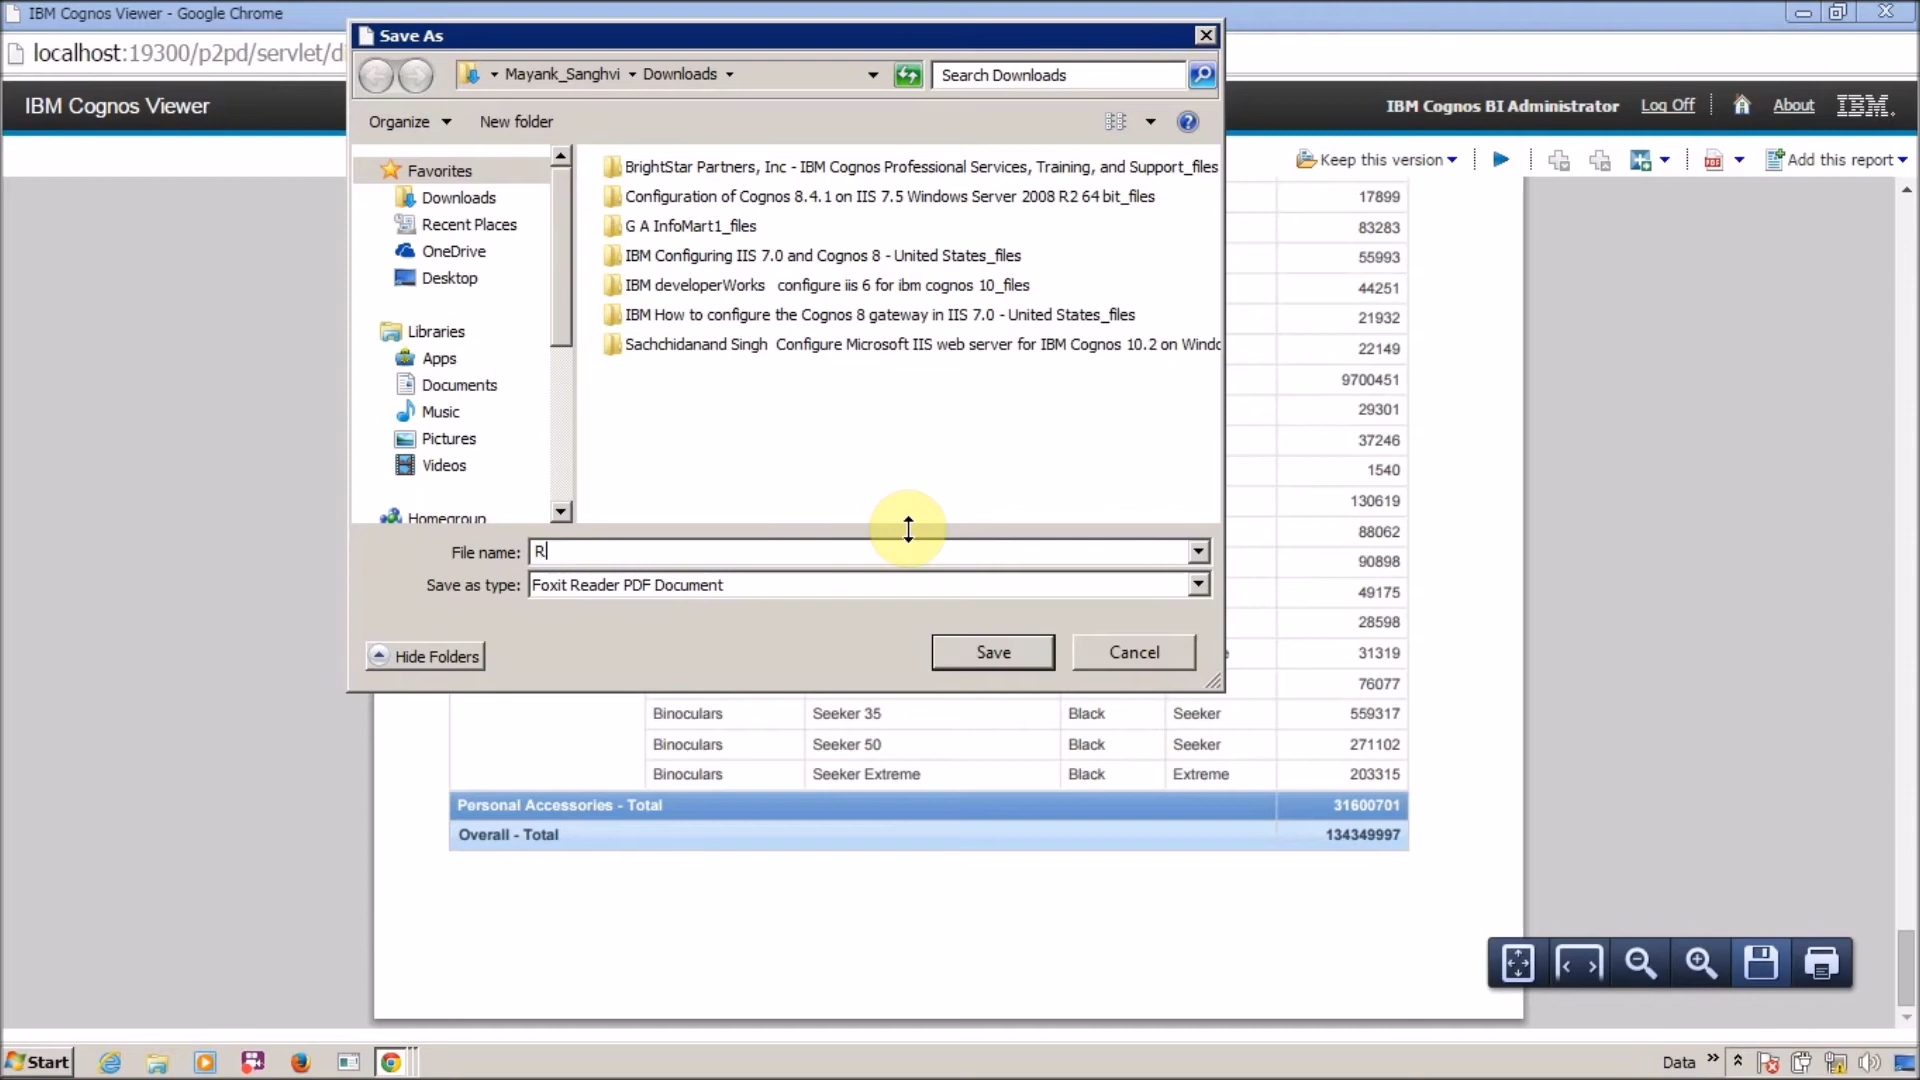 IBM Cognos Viewer - Google Chrome
localhost:19300/p2pd/servlet/di
IBM Cognos Viewer
IBM Cognos BI Administrator Log Off About IBM.
Keep this version Add this report
Save As
Mayank_Sanghvi Downloads Search Downloads
Organize New folder
Favorites
Downloads
Recent Places
OneDrive
Desktop
Libraries
Apps
Documents
Music
Pictures
Videos
Homegroup
BrightStar Partners, Inc - IBM Cognos Professional Services, Training, and Support_files
Configuration of Cognos 8.4.1 on IIS 7.5 Windows Server 2008 R2 64 bit_files
G A InfoMart1_files
IBM Configuring IIS 7.0 and Cognos 8 - United States_files
IBM developerWorks configure iis 6 for ibm cognos 10_files
IBM How to configure the Cognos 8 gateway in IIS 7.0 - United States_files
Sachchidanand Singh Configure Microsoft IIS web server for IBM Cognos 10.2 on Windo
File name: R
Save as type: Foxit Reader PDF Document
Hide Folders Save Cancel
17899
83283
55993
44251
21932
22149
9700451
29301
37246
1540
130619
88062
90898
49175
28598
31319
76077
Binoculars Seeker 35 Black Seeker 559317
Binoculars Seeker 50 Black Seeker 271102
Binoculars Seeker Extreme Black Extreme 203315
Personal Accessories - Total 31600701
Overall - Total 134349997
Start Data